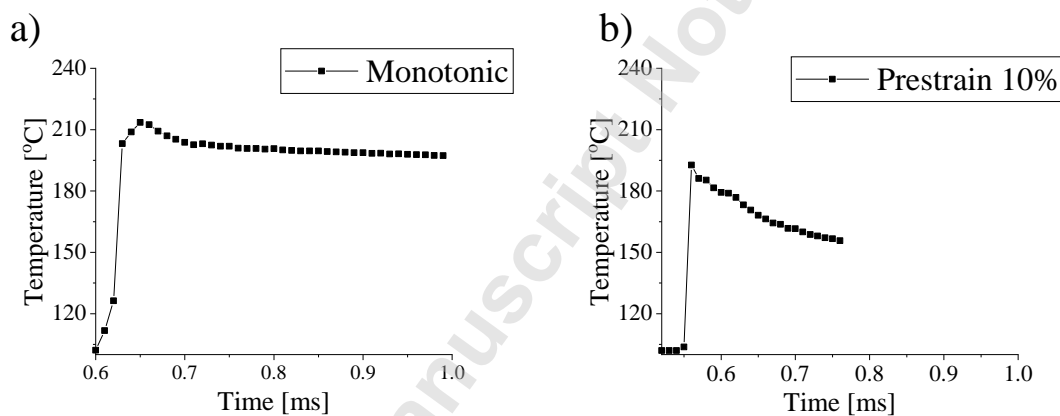 a)
Monotonic
240
210
180
150
120
Temperature [°C]
0.6 0.7 0.8 0.9 1.0
Time [ms]
b)
Prestrain 10%
240
210
180
150
120
Temperature [°C]
0.6 0.7 0.8 0.9 1.0
Time [ms]
anuscript No